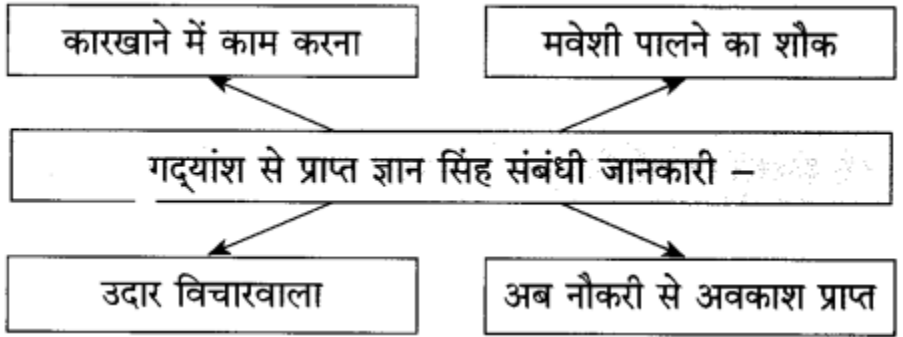 कारखाने में काम करना
मवेशी पालने का शौक
गद्‌यांश से प्राप्त ज्ञान सिंह संबंधी जानकारी –
उदार विचारवाला
अब नौकरी से अवकाश प्राप्त